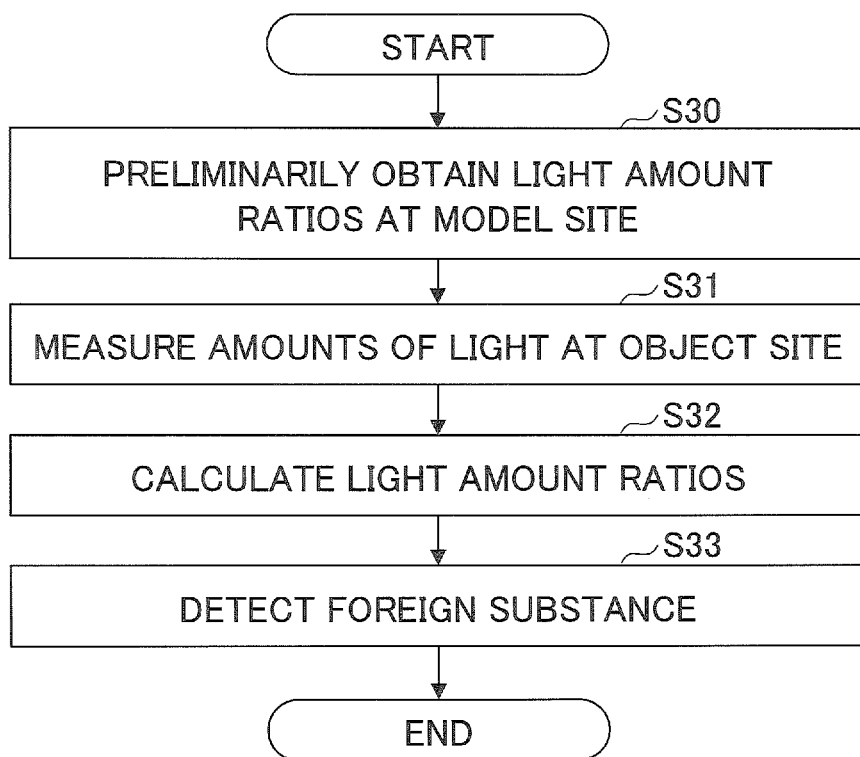 START
S30
PRELIMINARILY OBTAIN LIGHT AMOUNT
RATIOS AT MODEL SITE
S31
MEASURE AMOUNTS OF LIGHT AT OBJECT SITE
S32
CALCULATE LIGHT AMOUNT RATIOS
S33
DETECT FOREIGN SUBSTANCE
END